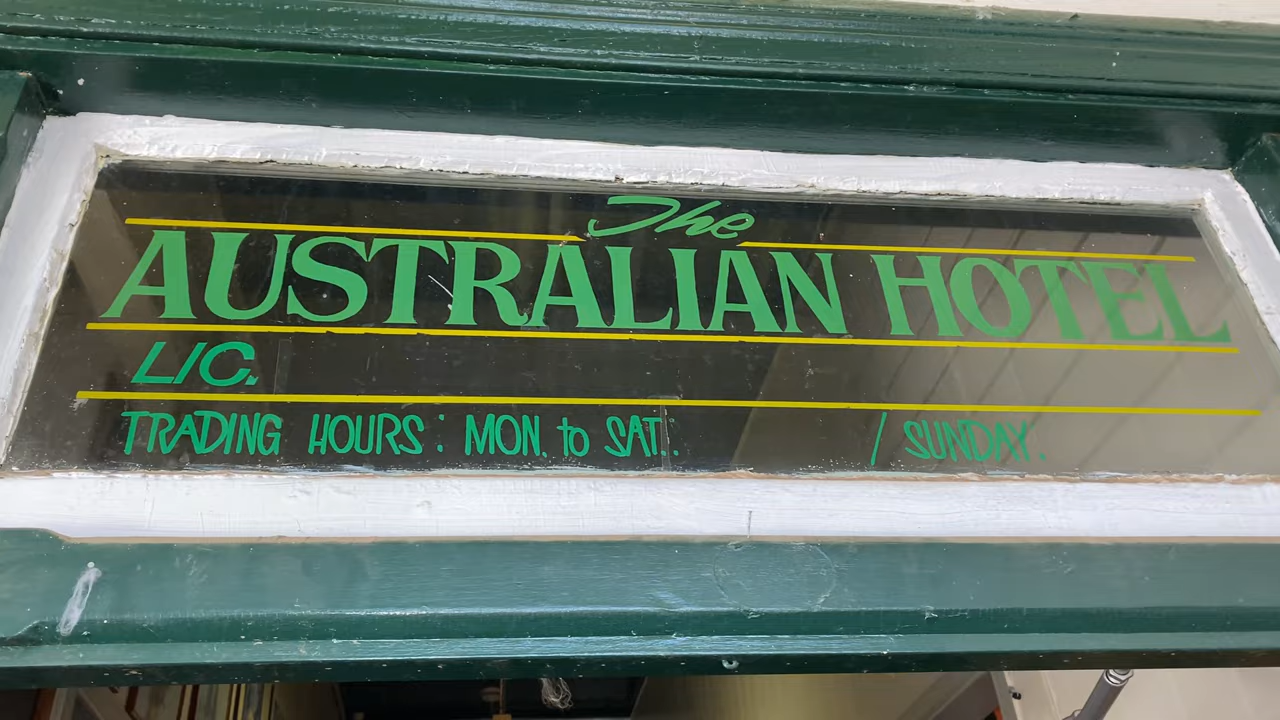 The
AUSTRALIAN HOTEL
LIC.
TRADING HOURS: MON. to SAT.: / SUNDAY.